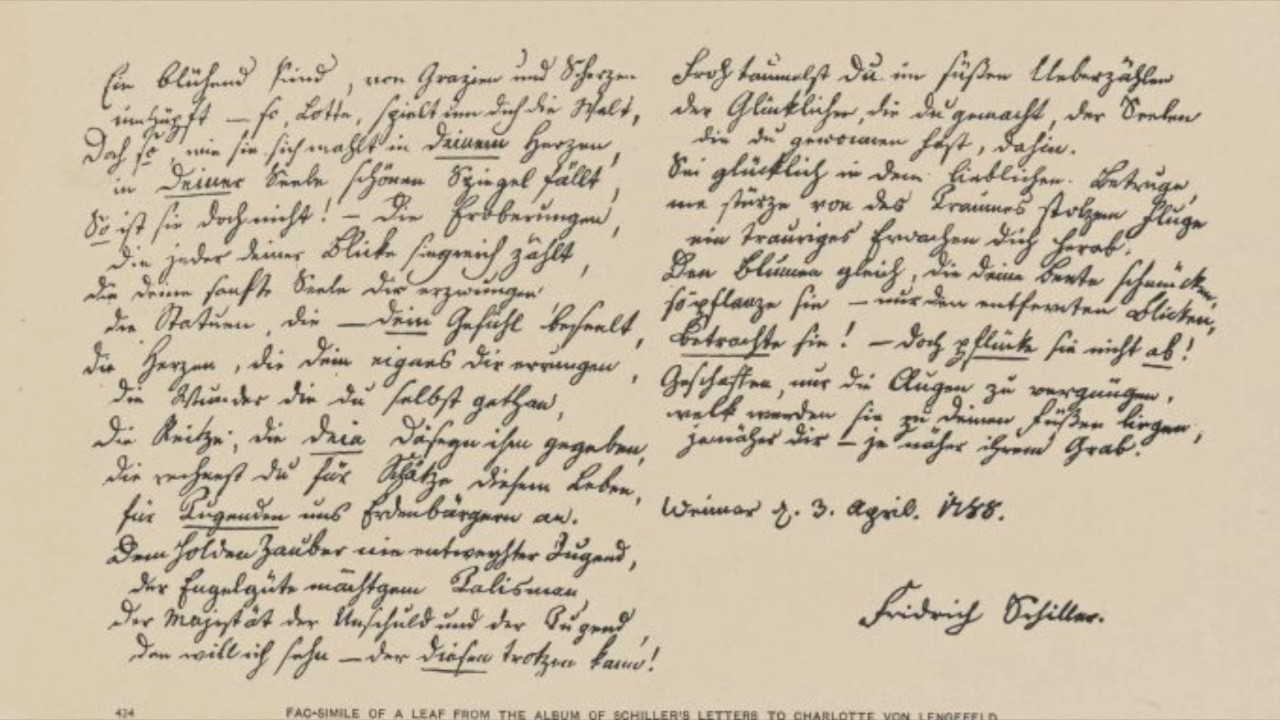 Ein blühend Kind, von Grazien und Scherzen
umhüpft — so, Lotte, spielt um dich die Welt,
Doch so, wie sie sich mahlt in deinem Herzen,
in deiner Seele schönen Spiegel fällt,
So ist sie doch nicht! — Die Eroberungen,
die jeder deiner Blicke siegreich zählt,
die deine sanfte Seele dir erzwungen
die Statuen, die — dein Gefühl beseelt,
die Herzen, die dein eignes dir errungen,
die Wunder die du selbst gethan,
die Reitze, die dein Daseyn ihm gegeben,
die rechnest du für Schätze diesem Leben,
für Tugenden uns Erdenbürgern an.
Dem holden Zauber nie entweyhter Jugend,
der Engelgüte mächtgem Talisman
Der Majestät der Unschuld und der Tugend,
den will ich sehn — der diesen trotzen kann!
Froh taumelst du im süßen Ueberzählen
der Glücklichen, die du gemacht, der Seelen
die du gewonnen hast, dahin.
Sei glücklich in dem lieblichen Betruge,
nie stürze von des Traumes stolzem Fluge
ein trauriges Erwachen dich herab.
Den Blumen gleich, die deine Beete schmücken,
so pflanze sie — nur den entfernten Blicken,
Betrachte sie! — doch pflücke sie nicht ab!
Geschaffen, nur die Augen zu vergnügen,
welk werden sie zu deinen Füßen liegen,
je näher dir — je näher ihrem Grab.
Weimar d. 3. April. 1788.
Fridrich Schiller.
434 FAC-SIMILE OF A LEAF FROM THE ALBUM OF SCHILLER'S LETTERS TO CHARLOTTE VON LENGEFELD